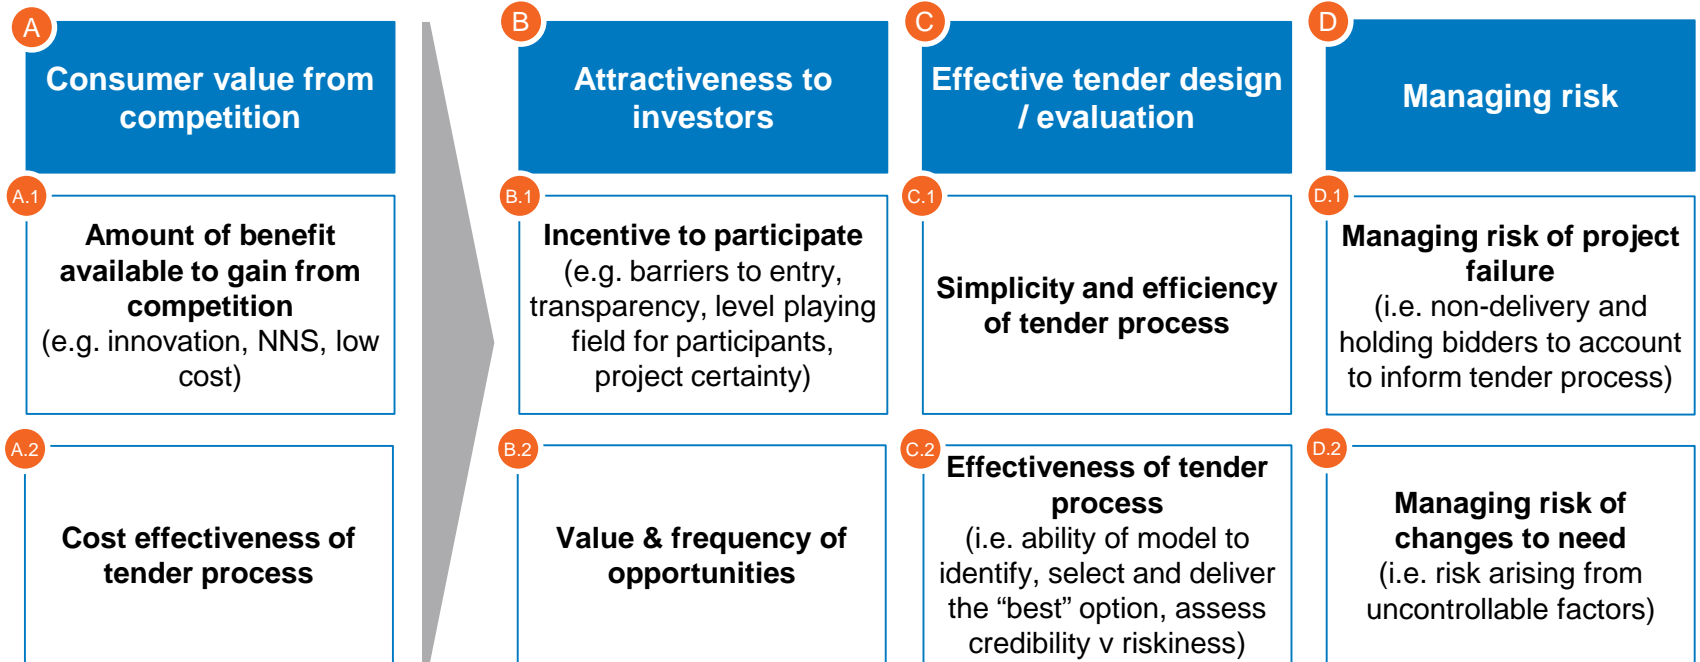 A
Consumer value from
competition
A.1
Amount of benefit
available to gain from
competition
(e.g. innovation, NNS, low
cost)
A.2
Cost effectiveness of
tender process
B
Attractiveness to
investors
B.1
Incentive to participate
(e.g. barriers to entry,
transparency, level playing
field for participants,
project certainty)
B.2
Value & frequency of
opportunities
C
Effective tender design
/ evaluation
C.1
Simplicity and efficiency
of tender process
C.2
Effectiveness of tender
process
(i.e. ability of model to
identify, select and deliver
the “best” option, assess
credibility v riskiness)
D
Managing risk
D.1
Managing risk of project
failure
(i.e. non-delivery and
holding bidders to account
to inform tender process)
D.2
Managing risk of
changes to need
(i.e. risk arising from
uncontrollable factors)